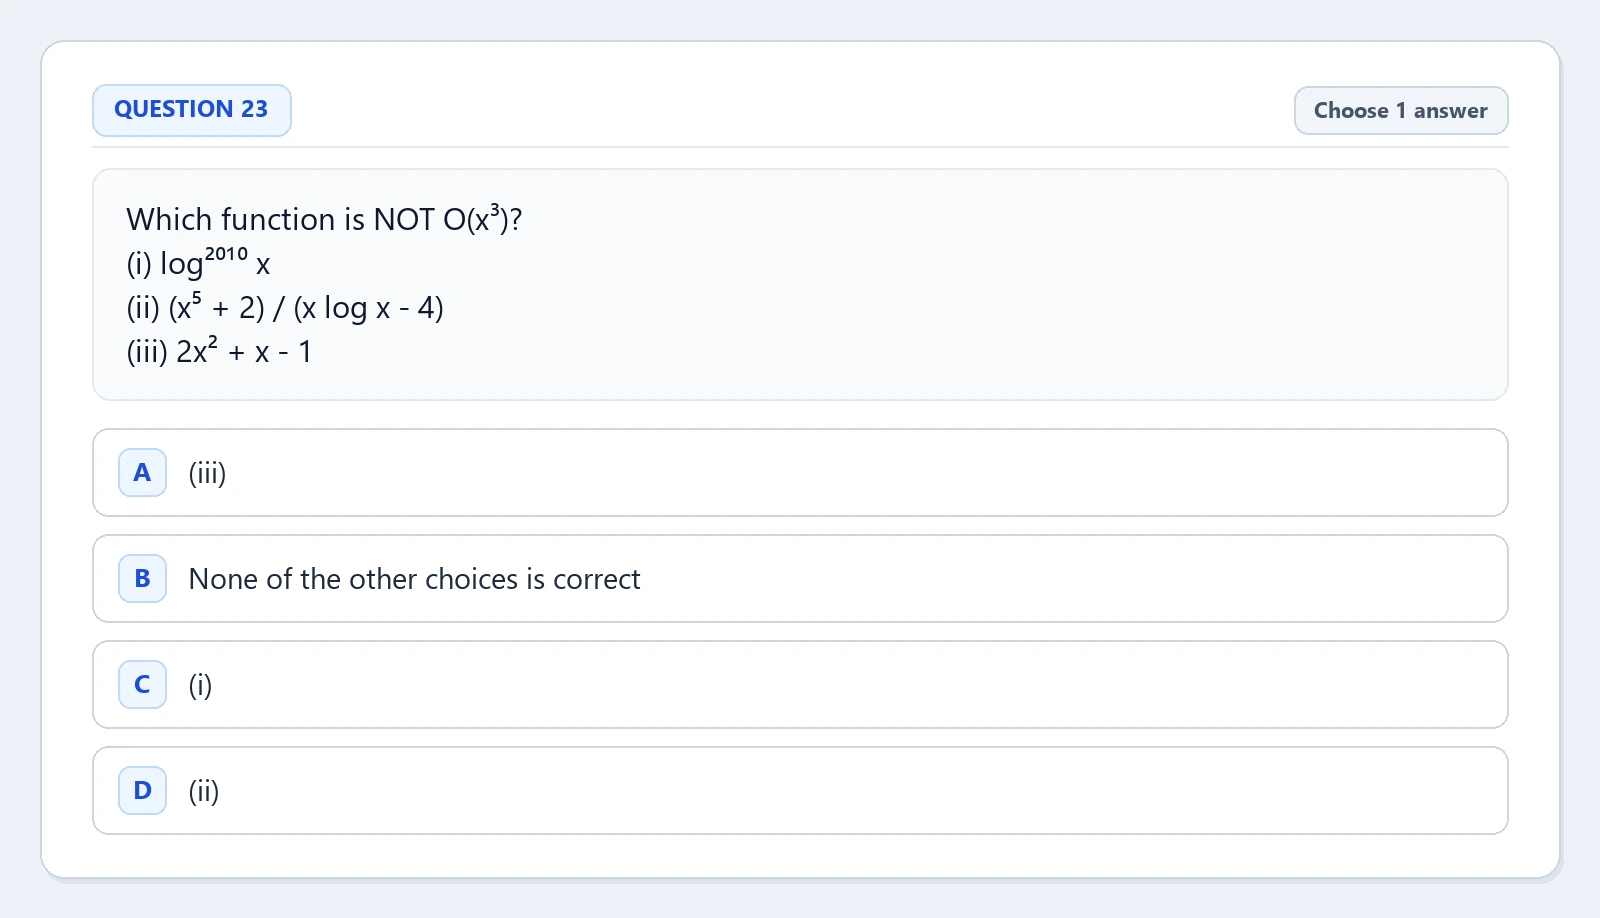 QUESTION 23
Choose 1 answer
Which function is NOT O(x³)?
(i) log²⁰¹⁰ x
(ii) (x⁵ + 2) / (x log x - 4)
(iii) 2x² + x - 1
A (iii)
B None of the other choices is correct
C (i)
D (ii)